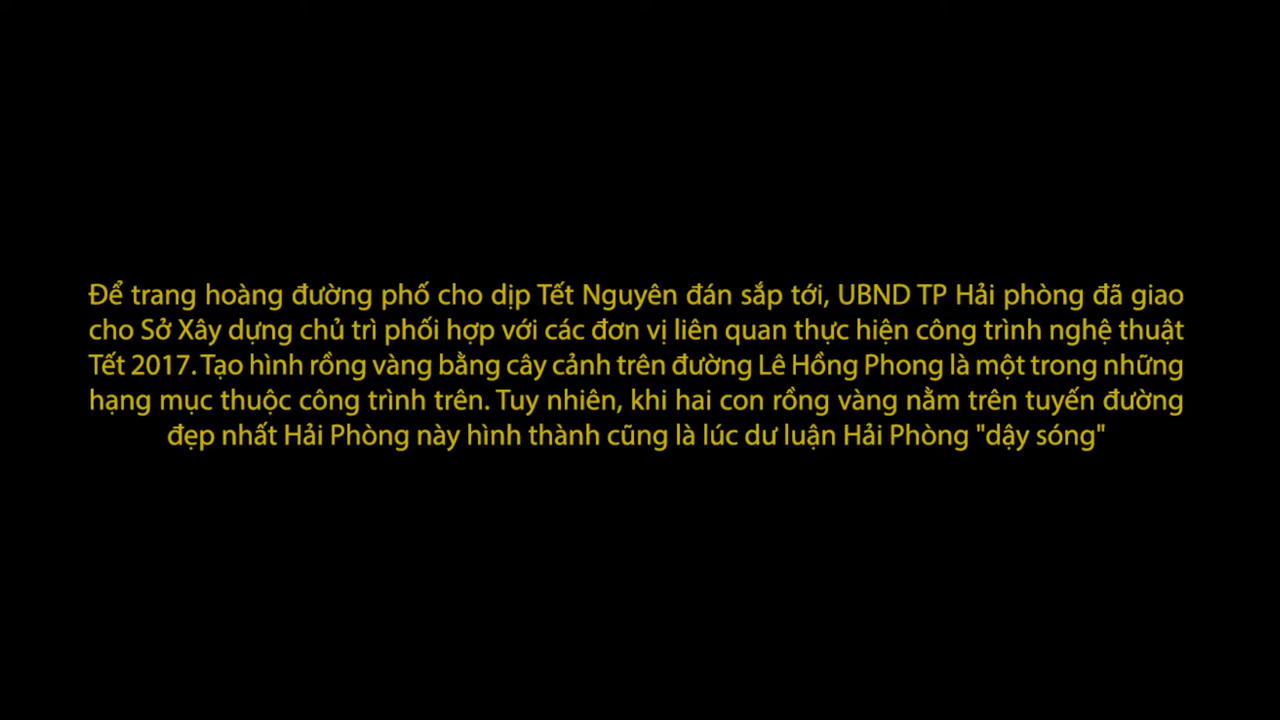 Để trang hoàng đường phố cho dịp Tết Nguyên đán sắp tới, UBND TP Hải phòng đã giao
cho Sở Xây dựng chủ trì phối hợp với các đơn vị liên quan thực hiện công trình nghệ thuật
Tết 2017. Tạo hình rồng vàng bằng cây cảnh trên đường Lê Hồng Phong là một trong những
hạng mục thuộc công trình trên. Tuy nhiên, khi hai con rồng vàng nằm trên tuyến đường
đẹp nhất Hải Phòng này hình thành cũng là lúc dư luận Hải Phòng "dậy sóng"